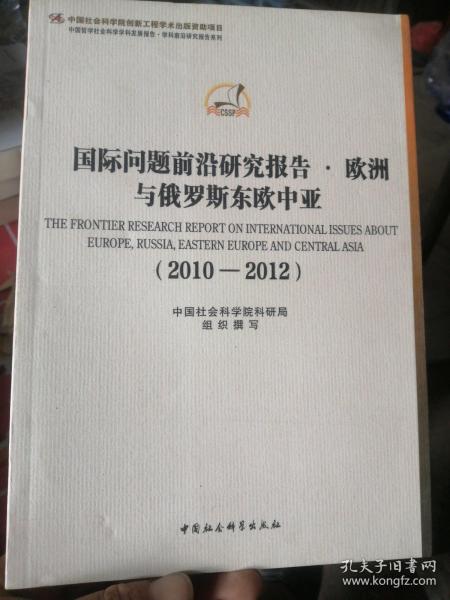 中国社会科学院创新工程学术出版资助项目
中国哲学社会科学学科发展报告·学科前沿研究报告系列
CSSP
国际问题前沿研究报告·欧洲
与俄罗斯东欧中亚
THE FRONTIER RESEARCH REPORT ON INTERNATIONAL ISSUES ABOUT
EUROPE, RUSSIA, EASTERN EUROPE AND CENTRAL ASIA
(2010—2012)
中国社会科学院科研局
组织撰写
中国社会科学出版社
孔夫子旧书网
www.kongfz.com